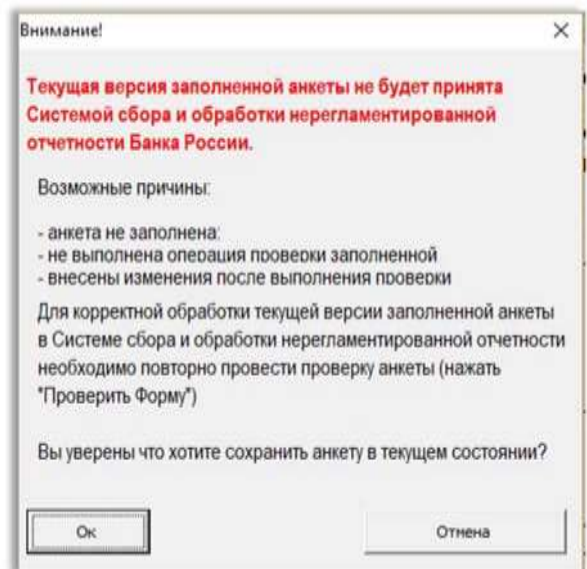 Внимание!
Текущая версия заполненной анкеты не будет принята
Системой сбора и обработки нерегламентированной
отчетности Банка России.
Возможные причины:
- анкета не заполнена:
- не выполнена операция проверки заполненной
- внесены изменения после выполнения проверки
Для корректной обработки текущей версии заполненной анкеты
в Системе сбора и обработки нерегламентированной отчетности
необходимо повторно провести проверку анкеты (нажать
"Проверить Форму")
Вы уверены что хотите сохранить анкету в текущем состоянии?
Ок
Отмена